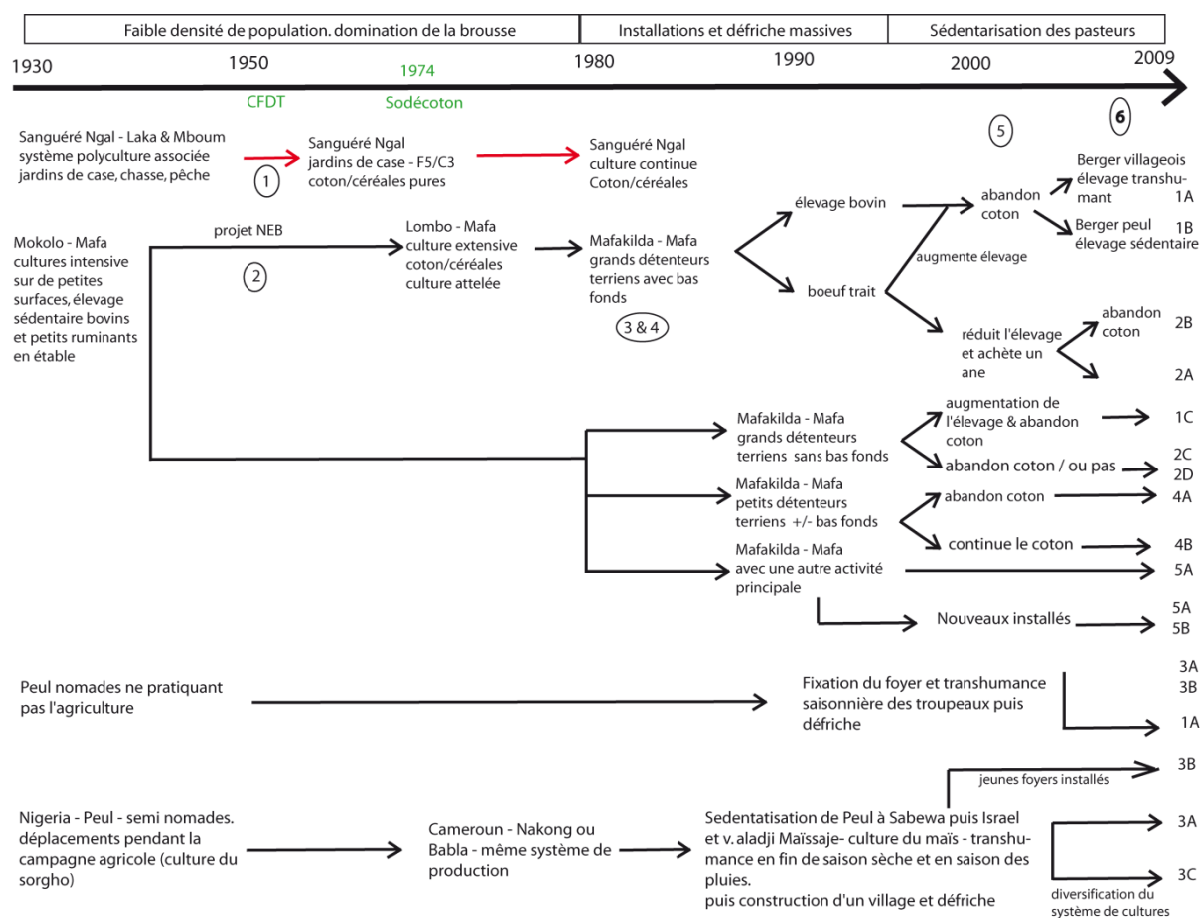 Faible densité de population. domination de la brousse
Installations et défriche massives
Sédentarisation des pasteurs
1930
1950
1974
1980
1990
2000
2009
CFDT
Sodécoton
Sanguéré Ngal - Laka & Mboum
système polyculture associée
jardins de case, chasse, pêche
1
Sanguéré Ngal
jardins de case - F5/C3
coton/céréales pures
Sanguéré Ngal
culture continue
Coton/céréales
5
6
Mokolo - Mafa
cultures intensive
sur de petites
surfaces, élevage
sédentaire bovins
et petits ruminants
en étable
projet NEB
2
Lombo - Mafa
culture extensive
coton/céréales
culture attelée
Mafakilda - Mafa
grands détenteurs
terriens avec bas
fonds
3 & 4
élevage bovin
boeuf trait
augmente élevage
abandon
coton
Berger villageois
élevage transhu-
mant
1A
Berger peul
élevage sédentaire
1B
réduit l'élevage
et achète un
ane
abandon
coton
2B
2A
Mafakilda - Mafa
grands détenteurs
terriens sans bas fonds
augmentation de
l'élevage & abandon
coton
1C
abandon coton / ou pas
2C
2D
Mafakilda - Mafa
petits détenteurs
terriens +/- bas fonds
abandon coton
4A
continue le coton
4B
Mafakilda - Mafa
avec une autre activité
principale
5A
Nouveaux installés
5A
5B
Peul nomades ne pratiquant
pas l'agriculture
Fixation du foyer et transhumance
saisonnière des troupeaux puis
défriche
3A
3B
1A
Nigeria - Peul - semi nomades.
déplacements pendant la
campagne agricole (culture du
sorgho)
Cameroun - Nakong ou
Babla - même système de
production
Sedentatisation de Peul à Sabewa puis Israel
et v. aladji Maïssaje- culture du maïs - transhu-
mance en fin de saison sèche et en saison des
pluies.
puis construction d'un village et défriche
jeunes foyers installés
3B
3A
3C
diversification du
système de cultures